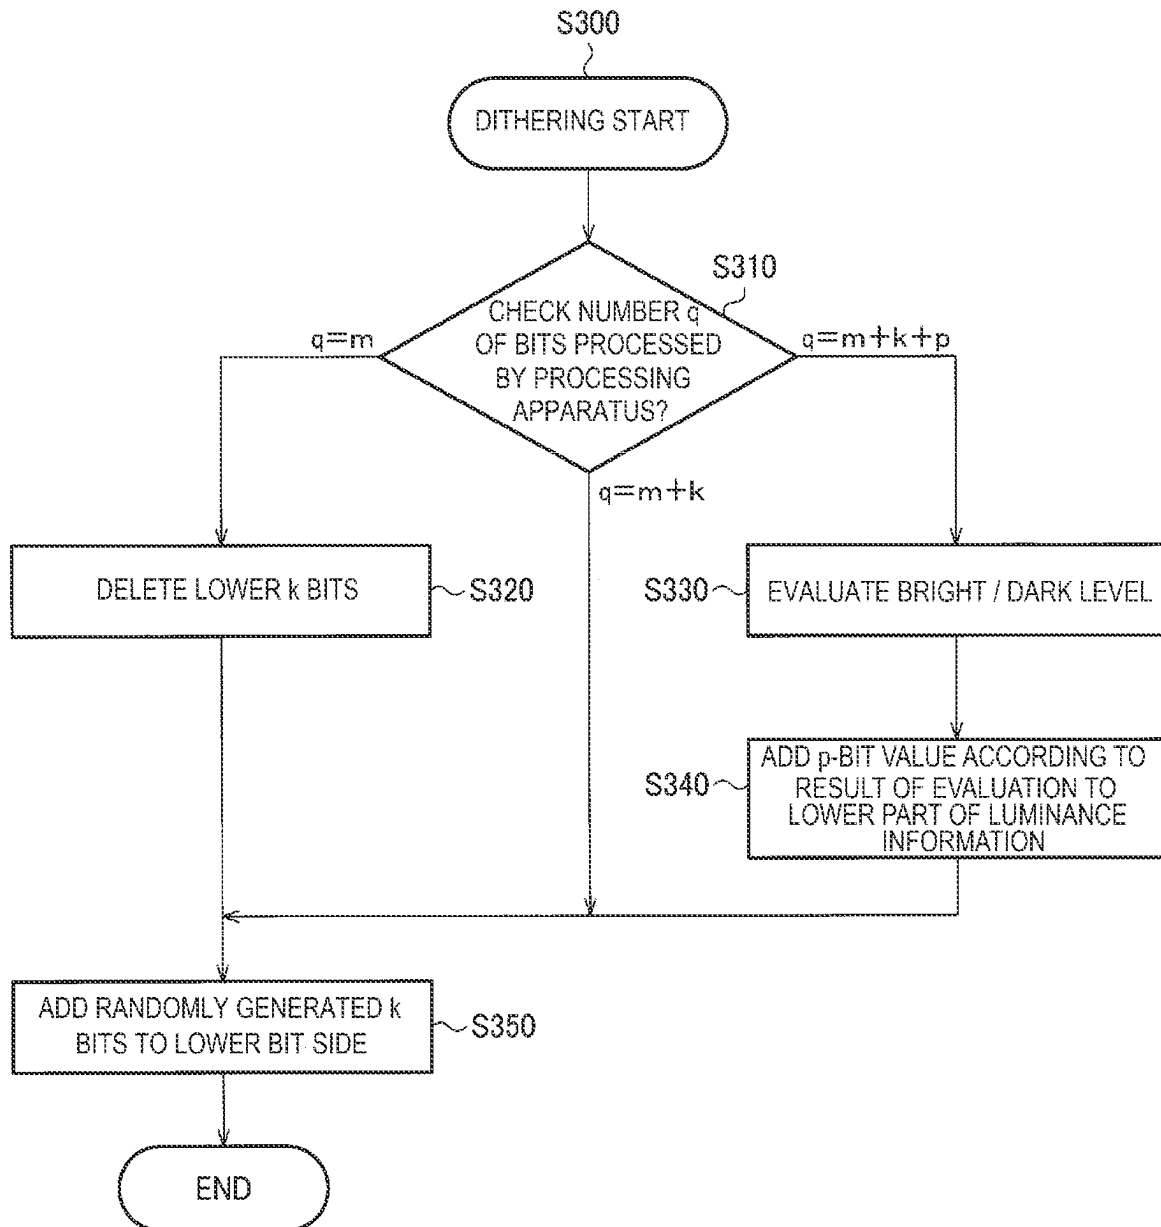 S300
DITHERING START
S310
CHECK NUMBER q
OF BITS PROCESSED
BY PROCESSING
APPARATUS?
q=m
q=m+k+p
q=m+k
DELETE LOWER k BITS
S320
S330
EVALUATE BRIGHT / DARK LEVEL
S340
ADD p-BIT VALUE ACCORDING TO
RESULT OF EVALUATION TO
LOWER PART OF LUMINANCE
INFORMATION
ADD RANDOMLY GENERATED k
BITS TO LOWER BIT SIDE
S350
END